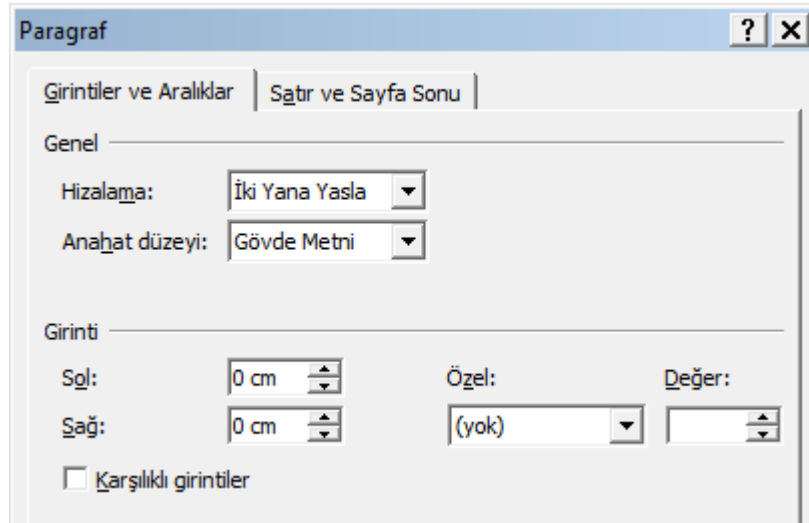 Paragraf
Girintiler ve Aralıklar Satır ve Sayfa Sonu
Genel
Hizalama: İki Yana Yasla
Anahat düzeyi: Gövde Metni
Girinti
Sol: 0 cm Özel: Değer:
Sağ: 0 cm (yok)
Karşılıklı girintiler